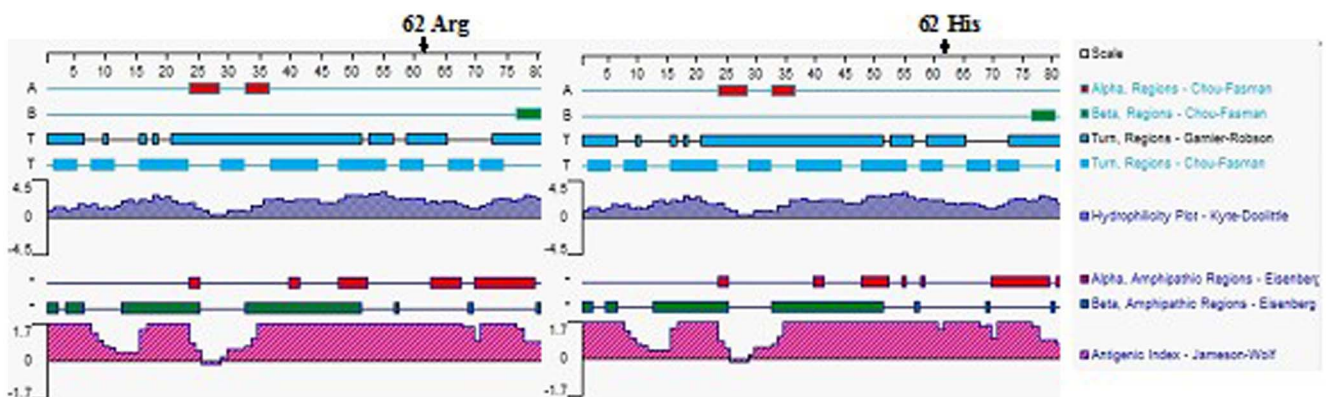 62 Arg
62 His
5 10 15 20 25 30 35 40 45 50 55 60 65 70 75 80
5 10 15 20 25 30 35 40 45 50 55 60 65 70 75 80
A
B
T
T
4.5
0
-4.5
-
-
1.7
0
-1.7
A
B
T
T
4.5
0
-4.5
-
-
1.7
0
-1.7
Scale
Alpha, Regions - Chou-Fasman
Beta, Regions - Chou-Fasman
Turn, Regions - Garnier-Robson
Turn, Regions - Chou-Fasman
Hydrophilicity Plot - Kyte-Doolittle
Alpha, Amphipathic Regions - Eisenberg
Beta, Amphipathic Regions - Eisenberg
Antigenic Index - Jameson-Wolf